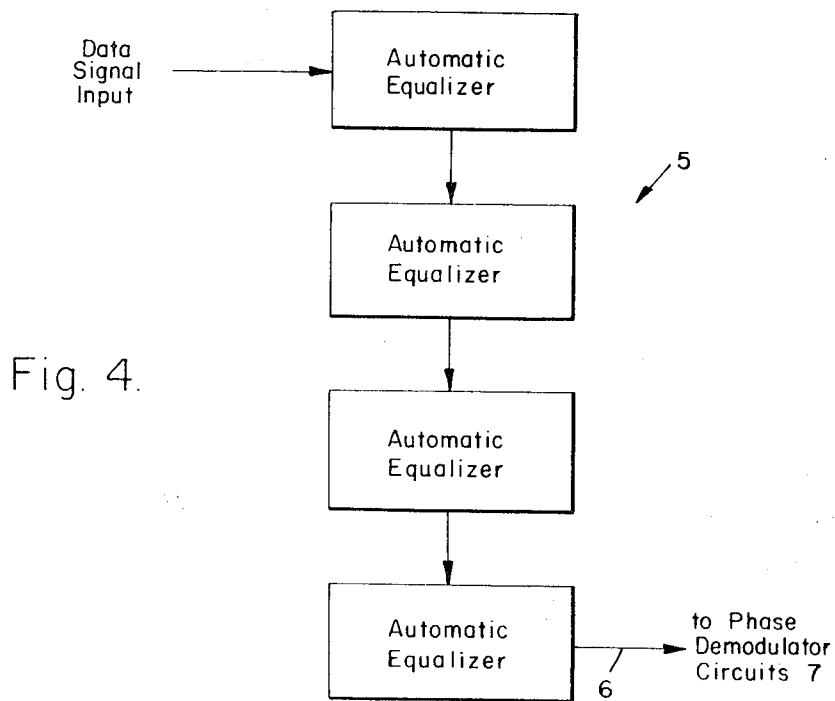 Data
Signal
Input
Automatic
Equalizer
5
Automatic
Equalizer
Fig. 4.
Automatic
Equalizer
Automatic
Equalizer
6
to Phase
Demodulator
Circuits 7